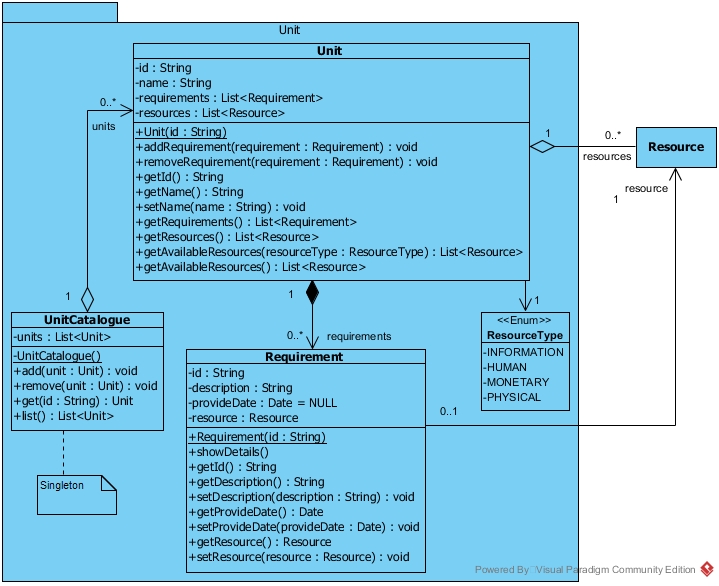 Unit
Unit
-id : String
-name : String
-requirements : List<Requirement>
-resources : List<Resource>
+Unit(id : String)
+addRequirement(requirement : Requirement) : void
+removeRequirement(requirement : Requirement) : void
+getId() : String
+getName() : String
+setName(name : String) : void
+getRequirements() : List<Requirement>
+getResources() : List<Resource>
+getAvailableResources(resourceType : ResourceType) : List<Resource>
+getAvailableResources() : List<Resource>
0..*
units
1
1
0..*
resources
Resource
resource
1
1
0..*
requirements
1
UnitCatalogue
-units : List<Unit>
-UnitCatalogue()
+add(unit : Unit) : void
+remove(unit : Unit) : void
+get(id : String) : Unit
+list() : List<Unit>
Singleton
<<Enum>>
ResourceType
-INFORMATION
-HUMAN
-MONETARY
-PHYSICAL
Requirement
-id : String
-description : String
-provideDate : Date = NULL
-resource : Resource
+Requirement(id : String)
+showDetails()
+getId() : String
+getDescription() : String
+setDescription(description : String) : void
+getProvideDate() : Date
+setProvideDate(provideDate : Date) : void
+getResource() : Resource
+setResource(resource : Resource) : void
0..1
Powered By Visual Paradigm Community Edition